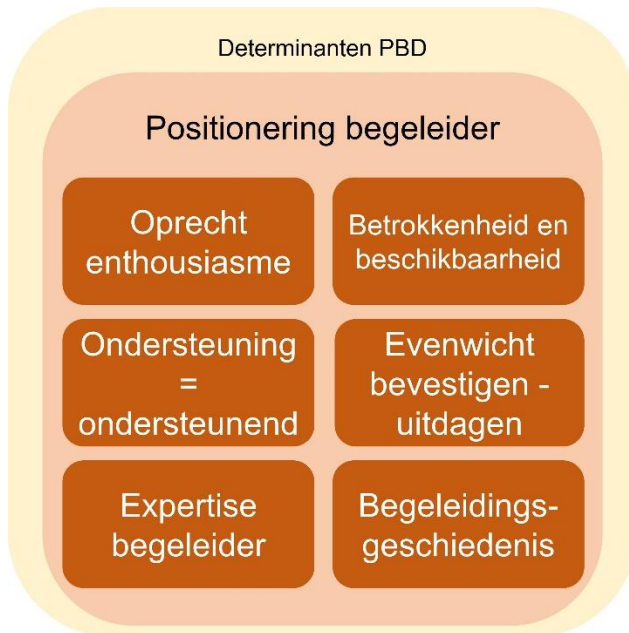 Determinanten PBD
Positionering begeleider
Oprecht
enthousiasme
Betrokkenheid en
beschikbaarheid
Ondersteuning
=
ondersteunend
Evenwicht
bevestigen -
uitdagen
Expertise
begeleider
Begeleidings-
geschiedenis